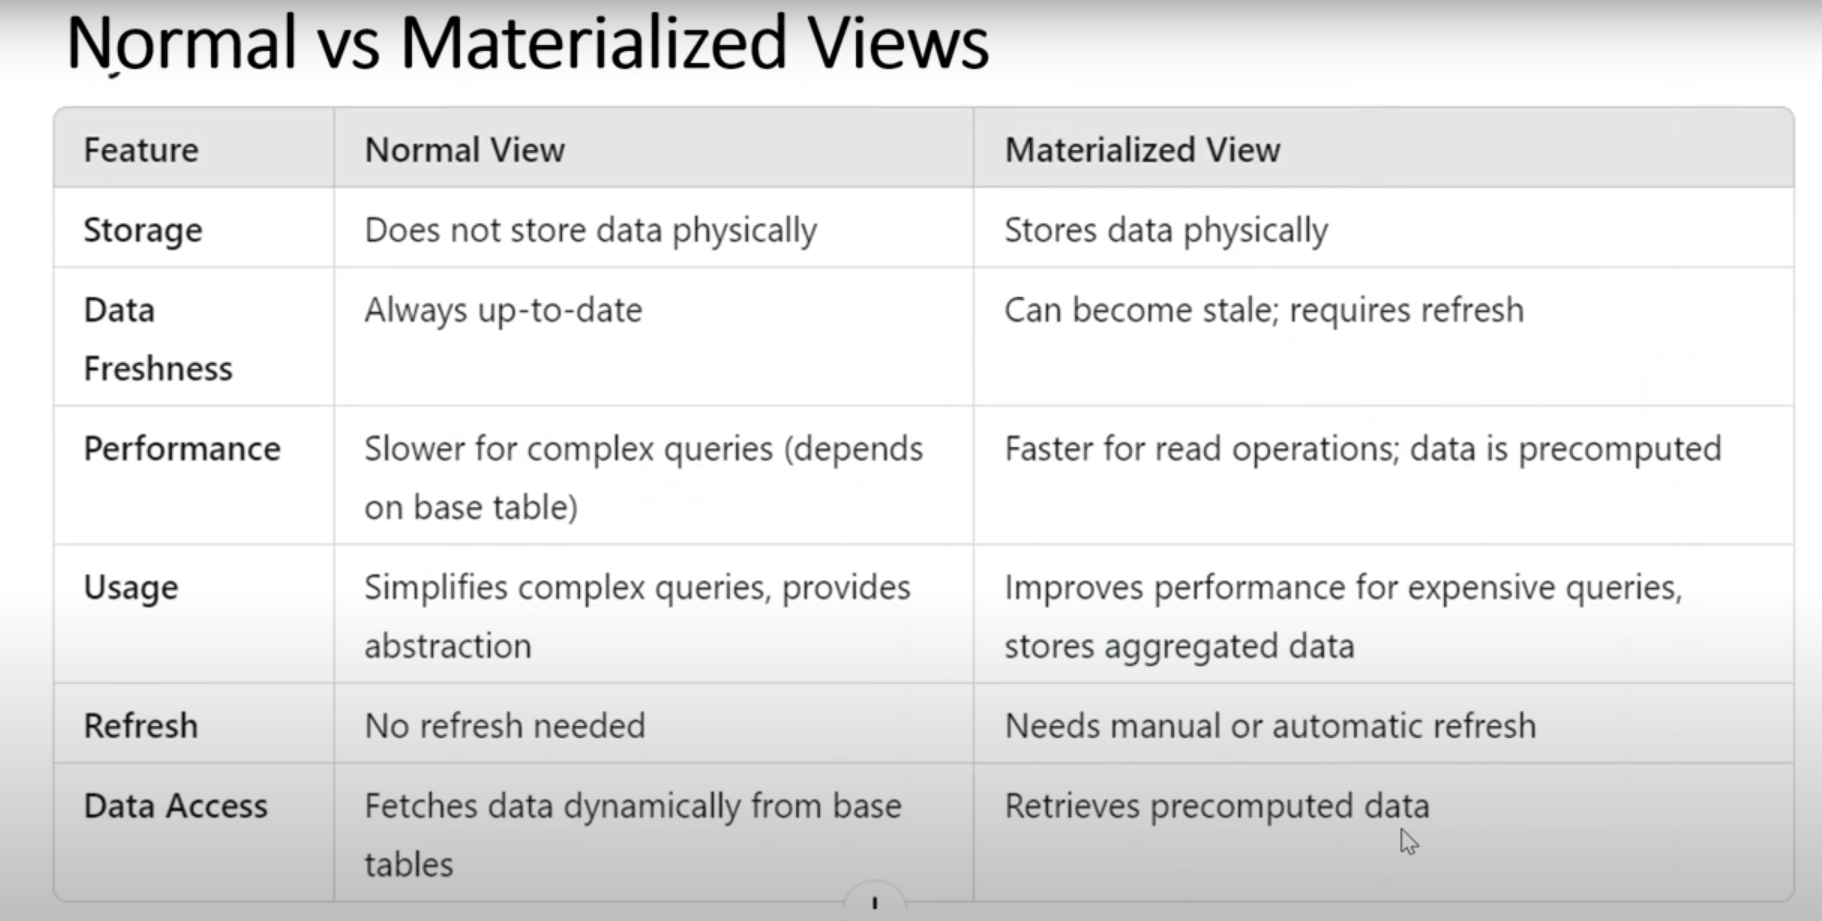 Normal vs Materialized Views
Feature Normal View Materialized View
Storage Does not store data physically Stores data physically
Data Always up-to-date Can become stale; requires refresh
Freshness
Performance Slower for complex queries (depends Faster for read operations; data is precomputed
on base table)
Usage Simplifies complex queries, provides Improves performance for expensive queries,
abstraction stores aggregated data
Refresh No refresh needed Needs manual or automatic refresh
Data Access Fetches data dynamically from base Retrieves precomputed data
tables